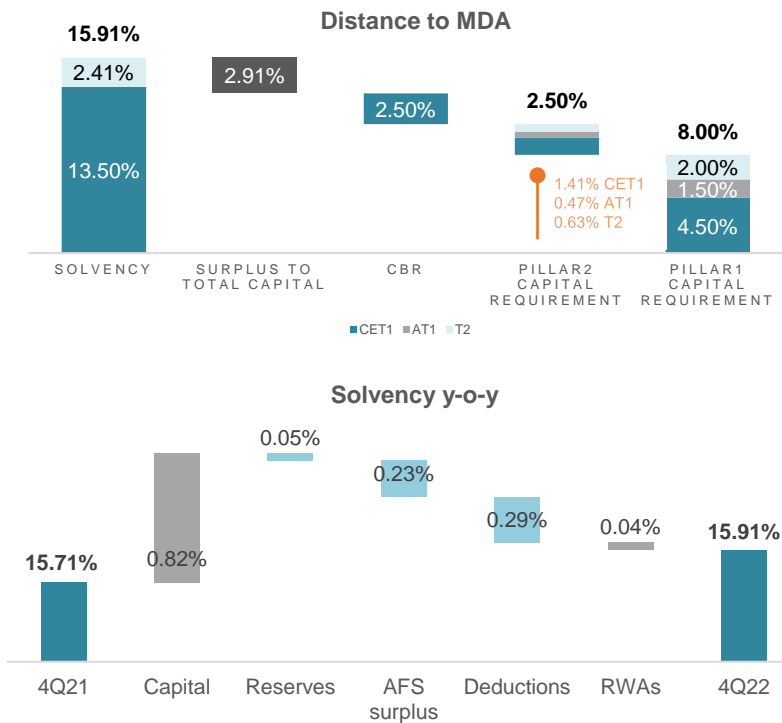 Distance to MDA
15.91%
2.41%
13.50%
2.91%
2.50%
2.50%
1.41% CET1
0.47% AT1
0.63% T2
8.00%
2.00%
1.50%
4.50%
SOLVENCY
SURPLUS TO
TOTAL CAPITAL
CBR
PILLAR2
CAPITAL
REQUIREMENT
PILLAR1
CAPITAL
REQUIREMENT
CET1 AT1 T2
Solvency y-o-y
15.71%
0.82%
0.05%
0.23%
0.29%
0.04%
15.91%
4Q21
Capital
Reserves
AFS
surplus
Deductions
RWAs
4Q22